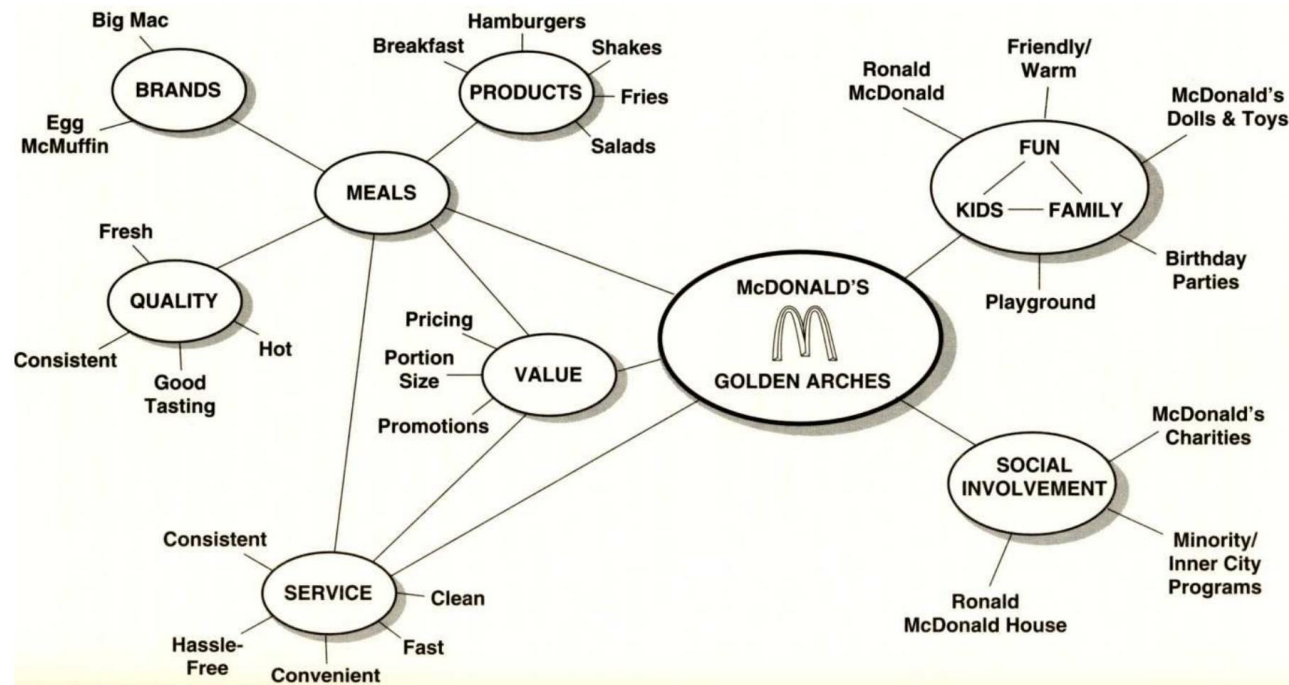 Big Mac
BRANDS
Egg
McMuffin
Hamburgers
Breakfast
Shakes
PRODUCTS
Fries
Salads
MEALS
Fresh
QUALITY
Consistent
Hot
Good
Tasting
Pricing
Portion
Size
Promotions
VALUE
McDONALD'S
GOLDEN ARCHES
Ronald
McDonald
Friendly/
Warm
McDonald's
Dolls & Toys
FUN
KIDS
FAMILY
Birthday
Parties
Playground
SOCIAL
INVOLVEMENT
McDonald's
Charities
Minority/
Inner City
Programs
Ronald
McDonald House
Consistent
SERVICE
Clean
Hassle-
Free
Fast
Convenient